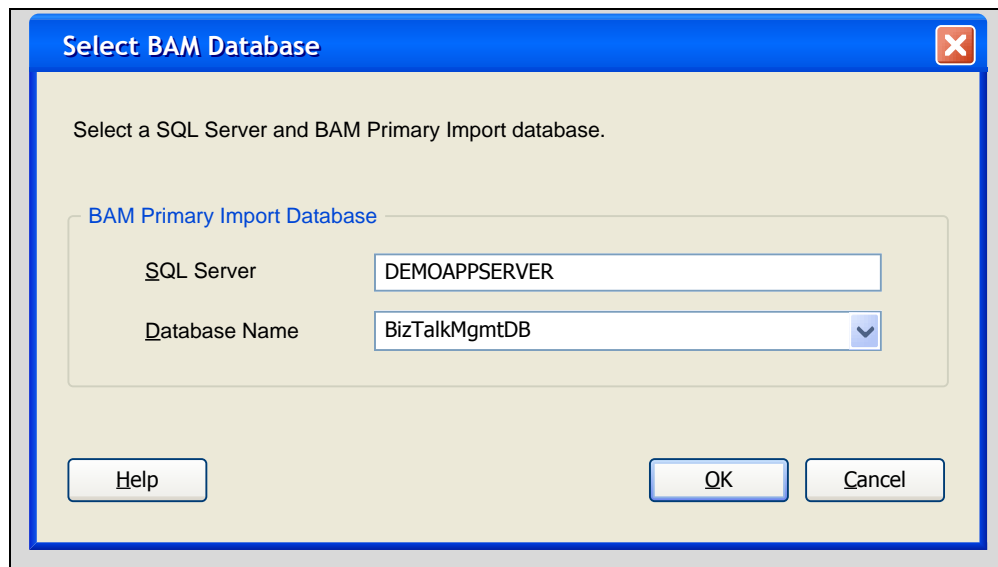 Select BAM Database
Select a SQL Server and BAM Primary Import database.
BAM Primary Import Database
SQL Server
DEMOAPPSERVER
Database Name
BizTalkMgmtDB
Help
OK
Cancel